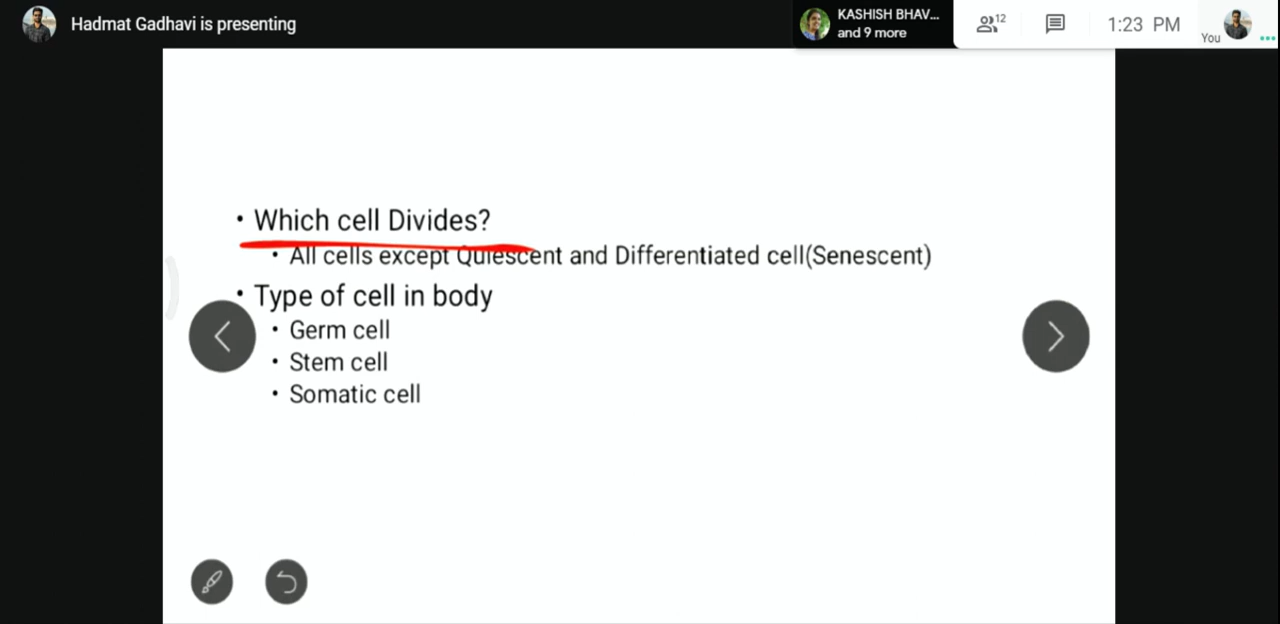 Hadmat Gadhavi is presenting
KASHISH BHAV...
and 9 more
12
1:23 PM
You
• Which cell Divides?
• All cells except Quiescent and Differentiated cell(Senescent)
• Type of cell in body
• Germ cell
• Stem cell
• Somatic cell